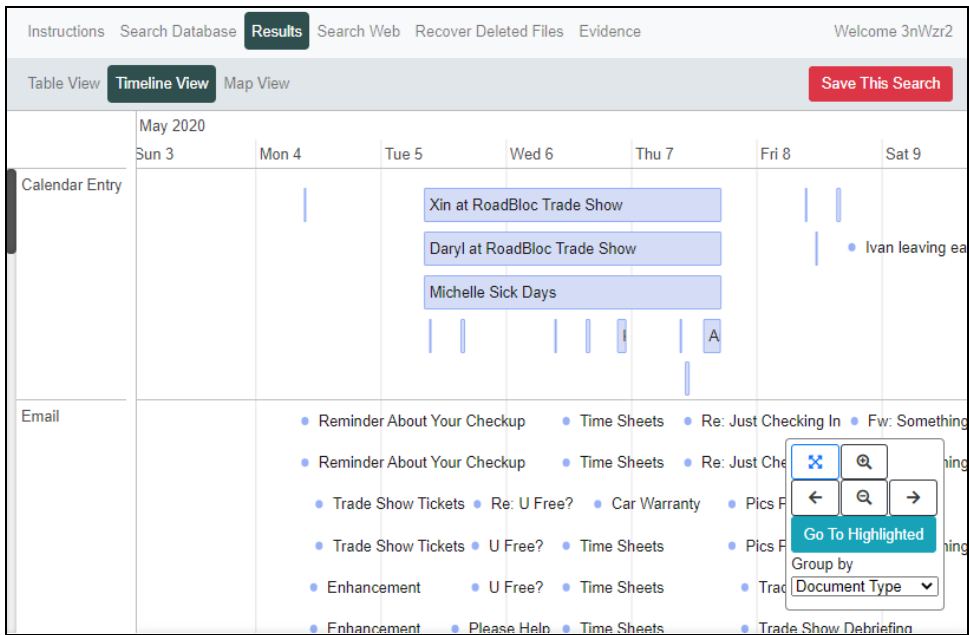 Instructions Search Database Results Search Web Recover Deleted Files Evidence Welcome 3nWzr2
Table View Timeline View Map View Save This Search
May 2020
Sun 3 Mon 4 Tue 5 Wed 6 Thu 7 Fri 8 Sat 9
Calendar Entry
Xin at RoadBloc Trade Show
Daryl at RoadBloc Trade Show Ivan leaving ea
Michelle Sick Days
A
Email
Reminder About Your Checkup Time Sheets Re: Just Checking In Fw: Something
Reminder About Your Checkup Time Sheets Re: Just Che ning
Trade Show Tickets Re: U Free? Car Warranty Pics F
Trade Show Tickets U Free? Time Sheets Pics F ning
Go To Highlighted
Group by
Enhancement U Free? Time Sheets Trad
Document Type
Enhancement Please Help Time Sheets Trade Show Debriefing